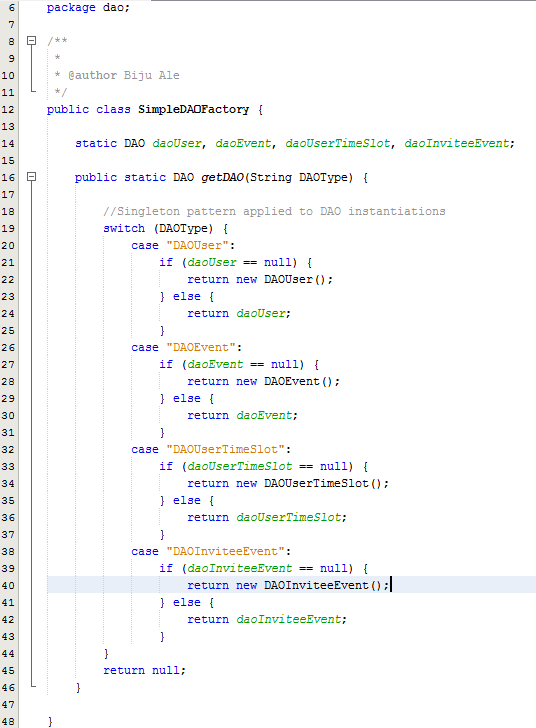 6 package dao;
7
8 /**
9 *
10 * @author Biju Ale
11 */
12 public class SimpleDAOFactory {
13
14 static DAO daoUser, daoEvent, daoUserTimeSlot, daoInviteeEvent;
15
16 public static DAO getDAO(String DAOType) {
17
18 //Singleton pattern applied to DAO instantiations
19 switch (DAOType) {
20 case "DAOUser":
21 if (daoUser == null) {
22 return new DAOUser();
23 } else {
24 return daoUser;
25 }
26 case "DAOEvent":
27 if (daoEvent == null) {
28 return new DAOEvent();
29 } else {
30 return daoEvent;
31 }
32 case "DAOUserTimeSlot":
33 if (daoUserTimeSlot == null) {
34 return new DAOUserTimeSlot();
35 } else {
36 return daoUserTimeSlot;
37 }
38 case "DAOInviteeEvent":
39 if (daoInviteeEvent == null) {
40 return new DAOInviteeEvent();
41 } else {
42 return daoInviteeEvent;
43 }
44 }
45 return null;
46 }
47
48 }